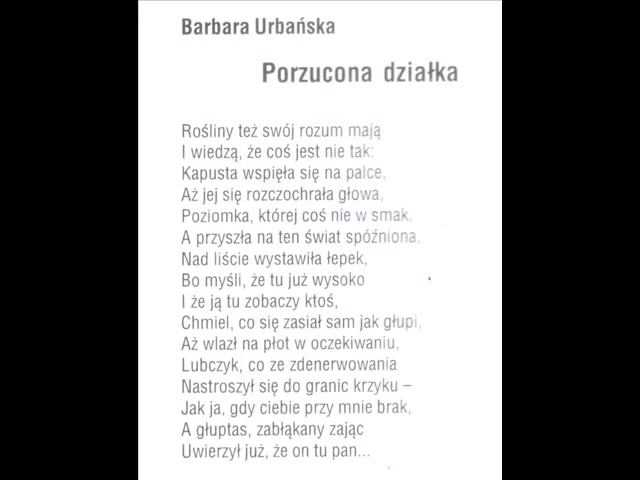 Barbara Urbańska
Porzucona działka
Rośliny też swój rozum mają
I wiedzą, że coś jest nie tak:
Kapusta wspięła się na palce,
Aż jej się rozczochrała głowa,
Poziomka, której coś nie w smak,
A przyszła na ten świat spóźniona,
Nad liście wystawiła łepek,
Bo myśli, że tu już wysoko
I że ją tu zobaczy ktoś,
Chmiel, co się zasiał sam jak głupi,
Aż wlazł na płot w oczekiwaniu,
Lubczyk, co ze zdenerwowania
Nastroszył się do granic krzyku –
Jak ja, gdy ciebie przy mnie brak,
A głuptas, zabłąkany zając
Uwierzył już, że on tu pan...